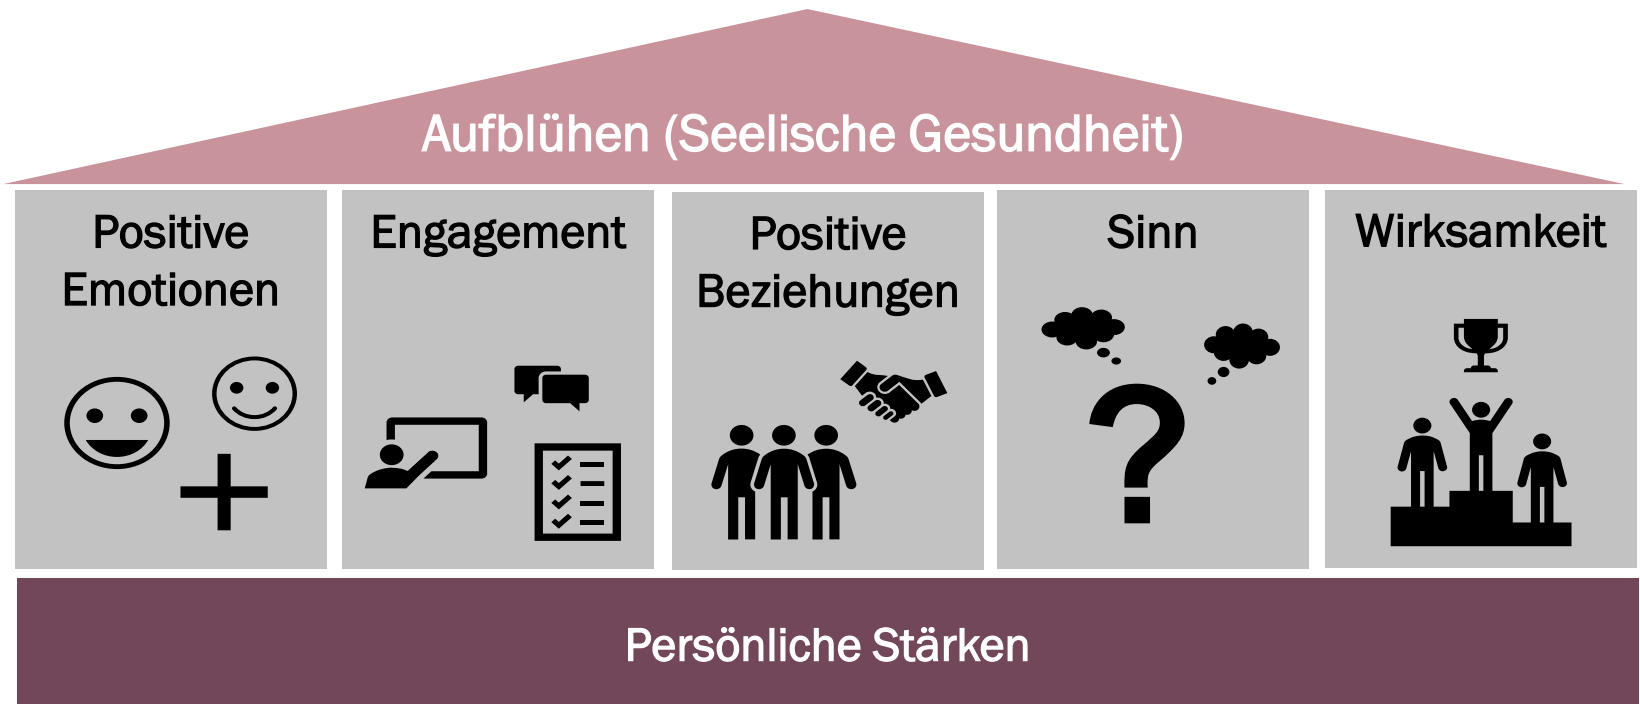 Aufblühen (Seelische Gesundheit)
Positive
Emotionen
Engagement
Positive
Beziehungen
Sinn
?
Wirksamkeit
Persönliche Stärken